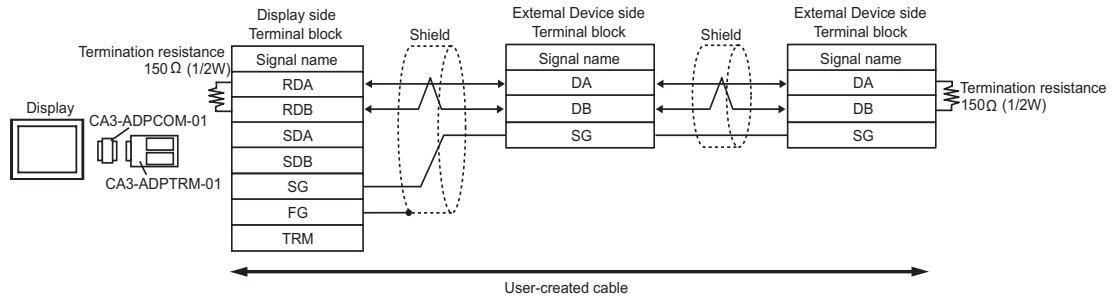 Display side
Terminal block
External Device side
Terminal block
External Device side
Terminal block
Shield
Shield
Termination resistance
150Ω (1/2W)
Signal name
RDA
RDB
SDA
SDB
SG
FG
TRM
Signal name
DA
DB
SG
Signal name
DA
DB
SG
Termination resistance
150Ω (1/2W)
Display
CA3-ADPCOM-01
CA3-ADPTRM-01
User-created cable